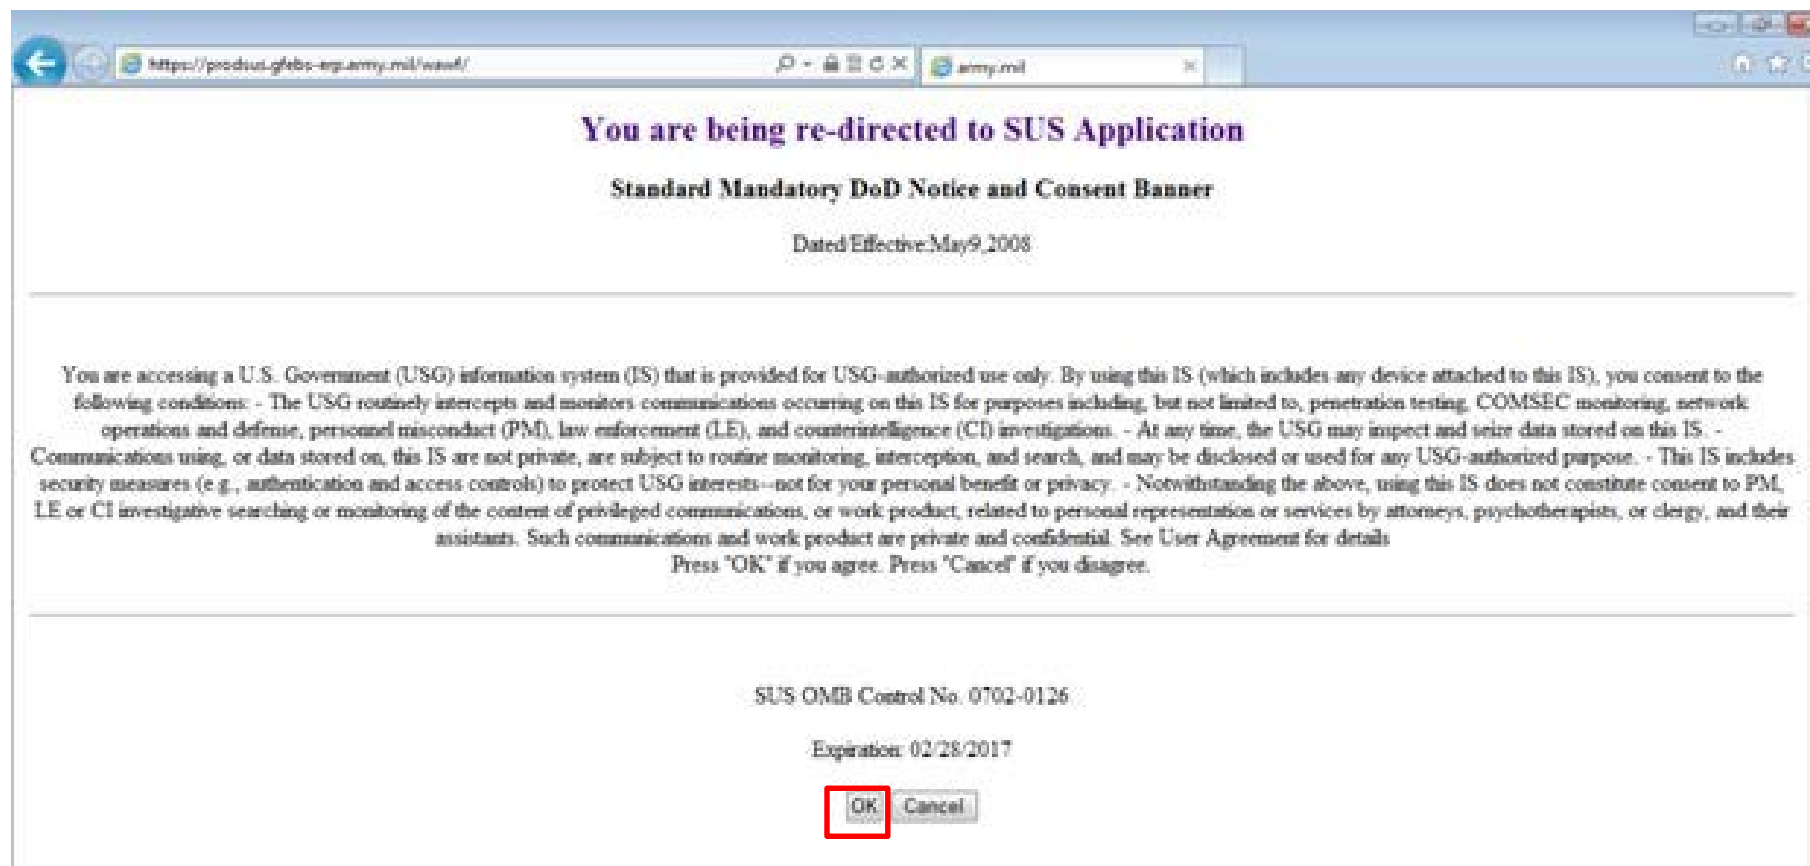 https://prodsus.gfebs-erp.army.mil/wawf/
army.mil
You are being re-directed to SUS Application
Standard Mandatory DoD Notice and Consent Banner
Dated/Effective:May9,2008
You are accessing a U.S. Government (USG) information system (IS) that is provided for USG-authorized use only. By using this IS (which includes any device attached to this IS), you consent to the
following conditions: - The USG routinely intercepts and monitors communications occurring on this IS for purposes including, but not limited to, penetration testing, COMSEC monitoring, network
operations and defense, personnel misconduct (PM), law enforcement (LE), and counterintelligence (CI) investigations. - At any time, the USG may inspect and seize data stored on this IS. -
Communications using, or data stored on, this IS are not private, are subject to routine monitoring, interception, and search, and may be disclosed or used for any USG-authorized purpose. - This IS includes
security measures (e.g., authentication and access controls) to protect USG interests--not for your personal benefit or privacy. - Notwithstanding the above, using this IS does not constitute consent to PM,
LE or CI investigative searching or monitoring of the content of privileged communications, or work product, related to personal representation or services by attorneys, psychotherapists, or clergy, and their
assistants. Such communications and work product are private and confidential. See User Agreement for details
Press "OK" if you agree. Press "Cancel" if you disagree.
SUS OMB Control No. 0702-0126
Expiration: 02/28/2017
OK Cancel